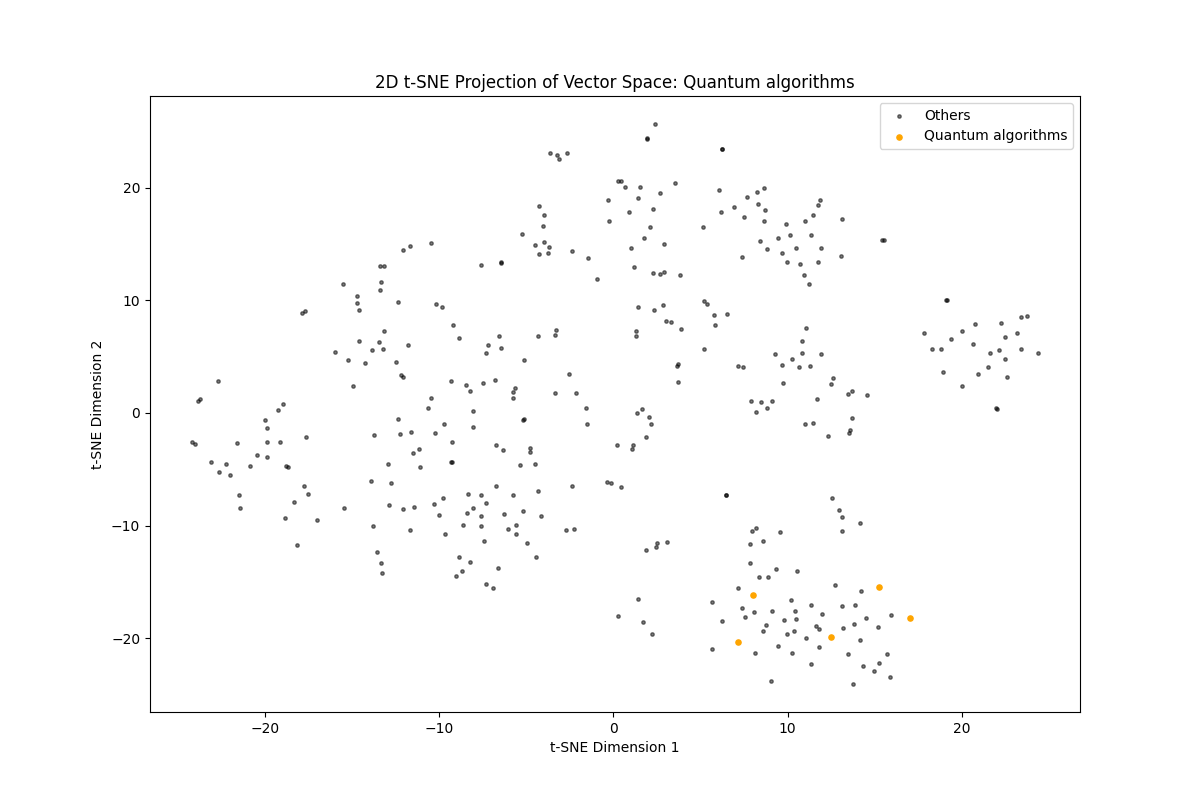 2D t-SNE Projection of Vector Space: Quantum algorithms
Others
Quantum algorithms
20
10
0
−10
−20
t-SNE Dimension 2
−20
−10
0
10
20
t-SNE Dimension 1